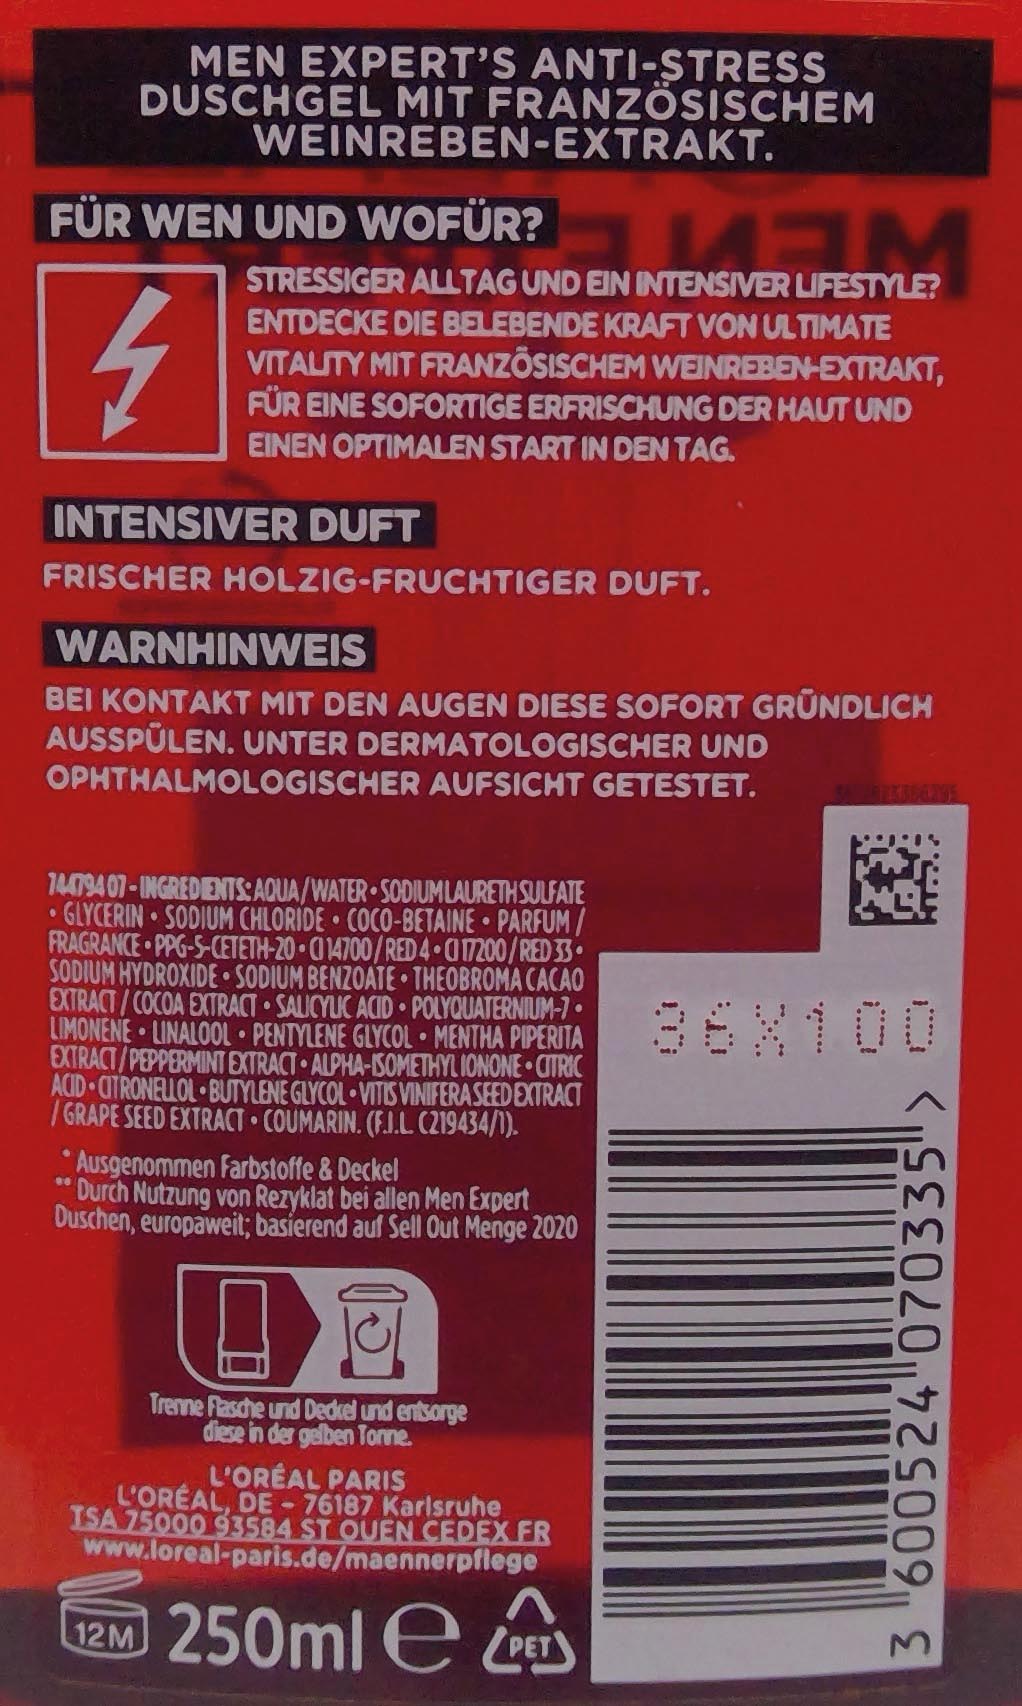 MEN EXPERT'S ANTI-STRESS
DUSCHGEL MIT FRANZÖSISCHEM
WEINREBEN-EXTRAKT.
FÜR WEN UND WOFÜR?
STRESSIGER ALLTAG UND EIN INTENSIVER LIFESTYLE?
ENTDECKE DIE BELEBENDE KRAFT VON ULTIMATE
VITALITY MIT FRANZÖSISCHEM WEINREBEN-EXTRAKT,
FÜR EINE SOFORTIGE ERFRISCHUNG DER HAUT UND
EINEN OPTIMALEN START IN DEN TAG.
INTENSIVER DUFT
FRISCHER HOLZIG-FRUCHTIGER DUFT.
WARNHINWEIS
BEI KONTAKT MIT DEN AUGEN DIESE SOFORT GRÜNDLICH
AUSSPÜLEN. UNTER DERMATOLOGISCHER UND
OPHTHALMOLOGISCHER AUFSICHT GETESTET.
744794 07 - INGREDIENTS: AQUA / WATER • SODIUM LAURETH SULFATE
• GLYCERIN • SODIUM CHLORIDE • COCO-BETAINE • PARFUM /
FRAGRANCE • PPG-5-CETETH-20 • CI 14700 / RED 4 • CI 17200 / RED 33 •
SODIUM HYDROXIDE • SODIUM BENZOATE • THEOBROMA CACAO
EXTRACT / COCOA EXTRACT • SALICYLIC ACID • POLYQUATERNIUM-7 •
LIMONENE • LINALOOL • PENTYLENE GLYCOL • MENTHA PIPERITA
EXTRACT / PEPPERMINT EXTRACT • ALPHA-ISOMETHYL IONONE • CITRIC
ACID • CITRONELLOL • BUTYLENE GLYCOL • VITIS VINIFERA SEED EXTRACT
/ GRAPE SEED EXTRACT • COUMARIN. (F.I.L. C219434/1).
* Ausgenommen Farbstoffe & Deckel
** Durch Nutzung von Rezyklat bei allen Men Expert
Duschen, europaweit; basierend auf Sell Out Menge 2020
Trenne Flasche und Deckel und entsorge
diese in der gelben Tonne.
L'ORÉAL PARIS
L'ORÉAL, DE - 76187 Karlsruhe
TSA 75000 93584 ST OUEN CEDEX FR
www.loreal-paris.de/maennerpflege
12M
250ml e
PET
36X100
3 600524 070335 >